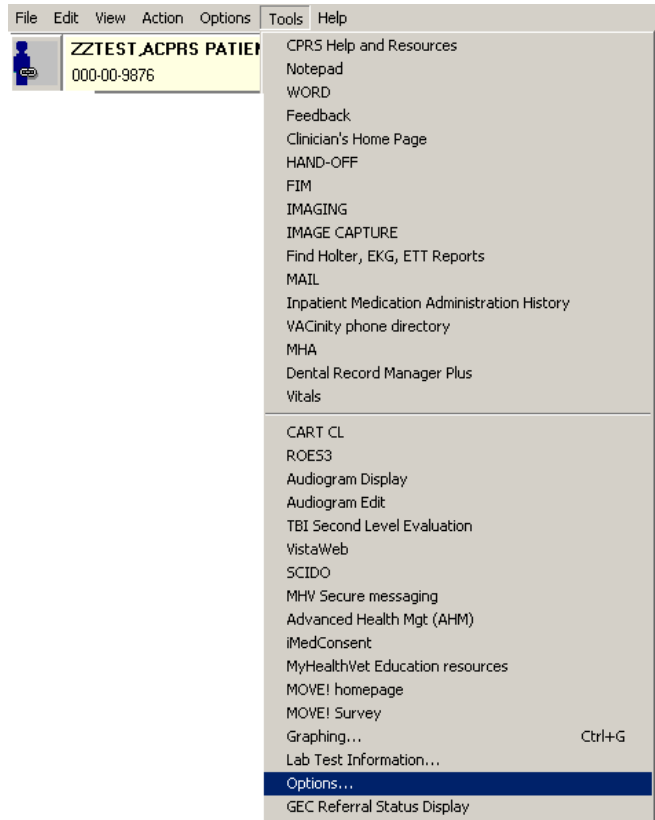 File Edit View Action Options Tools Help
ZZTEST,ACPRS PATIEN
000-00-9876
CPRS Help and Resources
Notepad
WORD
Feedback
Clinician's Home Page
HAND-OFF
FIM
IMAGING
IMAGE CAPTURE
Find Holter, EKG, ETT Reports
MAIL
Inpatient Medication Administration History
VACinity phone directory
MHA
Dental Record Manager Plus
Vitals
CART CL
ROES3
Audiogram Display
Audiogram Edit
TBI Second Level Evaluation
VistaWeb
SCIDO
MHV Secure messaging
Advanced Health Mgt (AHM)
iMedConsent
MyHealthVet Education resources
MOVE! homepage
MOVE! Survey
Graphing... Ctrl+G
Lab Test Information...
Options...
GEC Referral Status Display